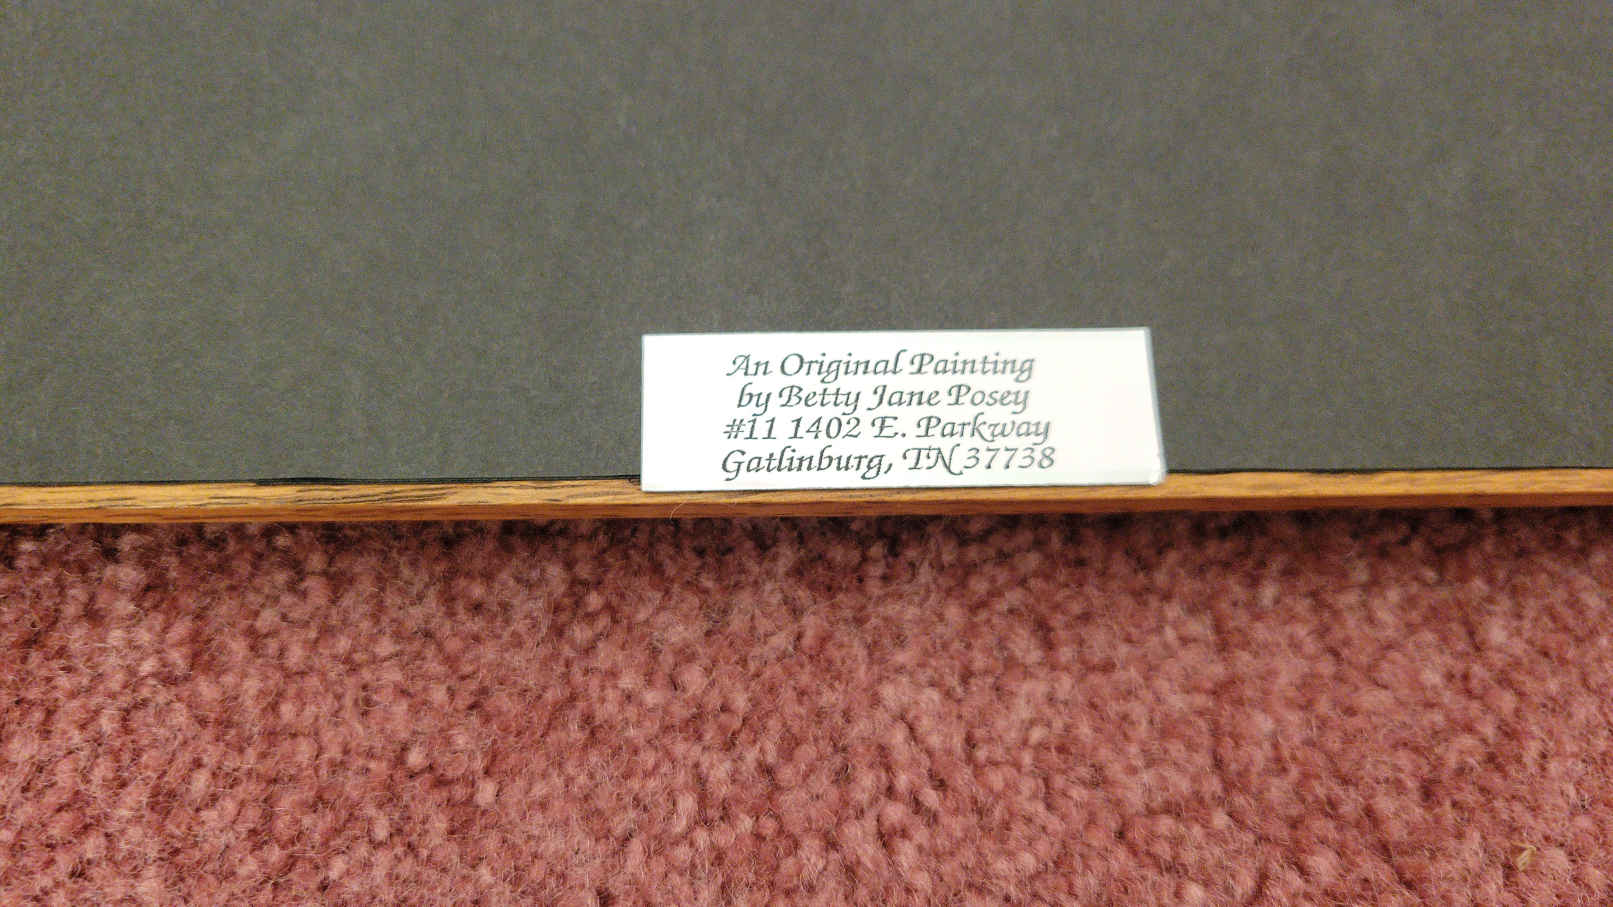 An Original Painting
by Betty Jane Posey
#11 1402 E. Parkway
Gatlinburg, TN 37738